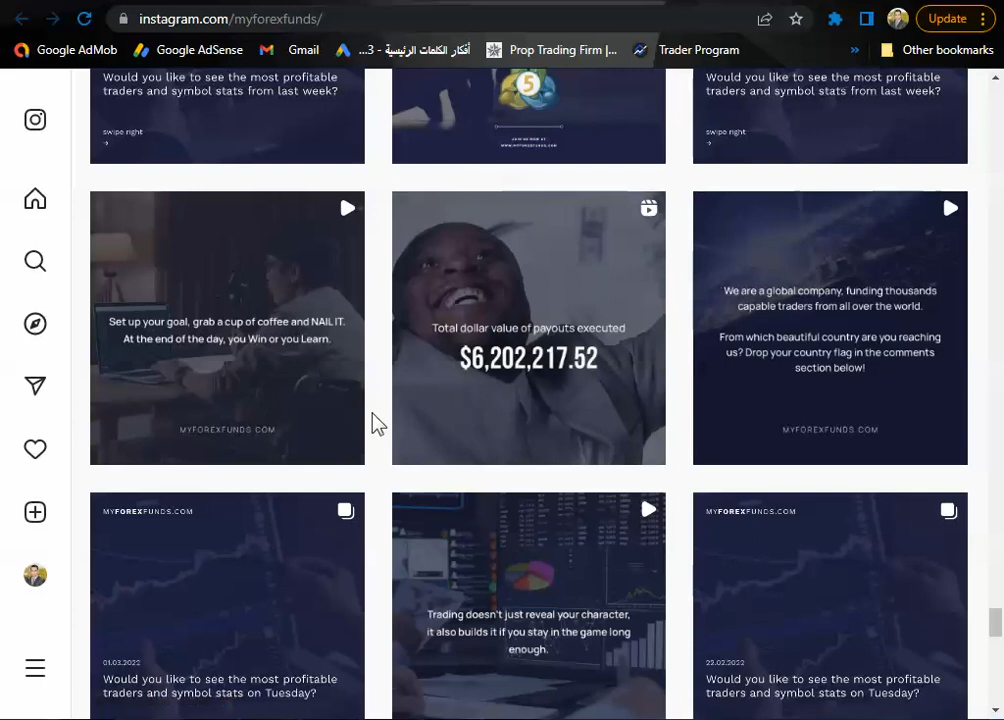 instagram.com/myforexfunds/
Update
Google AdMob
Google AdSense
Gmail
أفكار الكلمات الرئيسية - 3...
Prop Trading Firm |...
Trader Program
»
Other bookmarks
Would you like to see the most profitable
traders and symbol stats from last week?
swipe right
5
JOIN US NOW AT
WWW.MYFOREXFUNDS.COM
Would you like to see the most profitable
traders and symbol stats from last week?
swipe right
Set up your goal, grab a cup of coffee and NAIL IT.
At the end of the day, you Win or you Learn.
MYFOREXFUNDS.COM
Total dollar value of payouts executed
$6,202,217.52
We are a global company, funding thousands
capable traders from all over the world.
From which beautiful country are you reaching
us? Drop your country flag in the comments
section below!
MYFOREXFUNDS.COM
MYFOREXFUNDS.COM
01.03.2022
Would you like to see the most profitable
traders and symbol stats on Tuesday?
Trading doesn't just reveal your character,
it also builds it if you stay in the game long
enough.
MYFOREXFUNDS.COM
22.02.2022
Would you like to see the most profitable
traders and symbol stats on Tuesday?